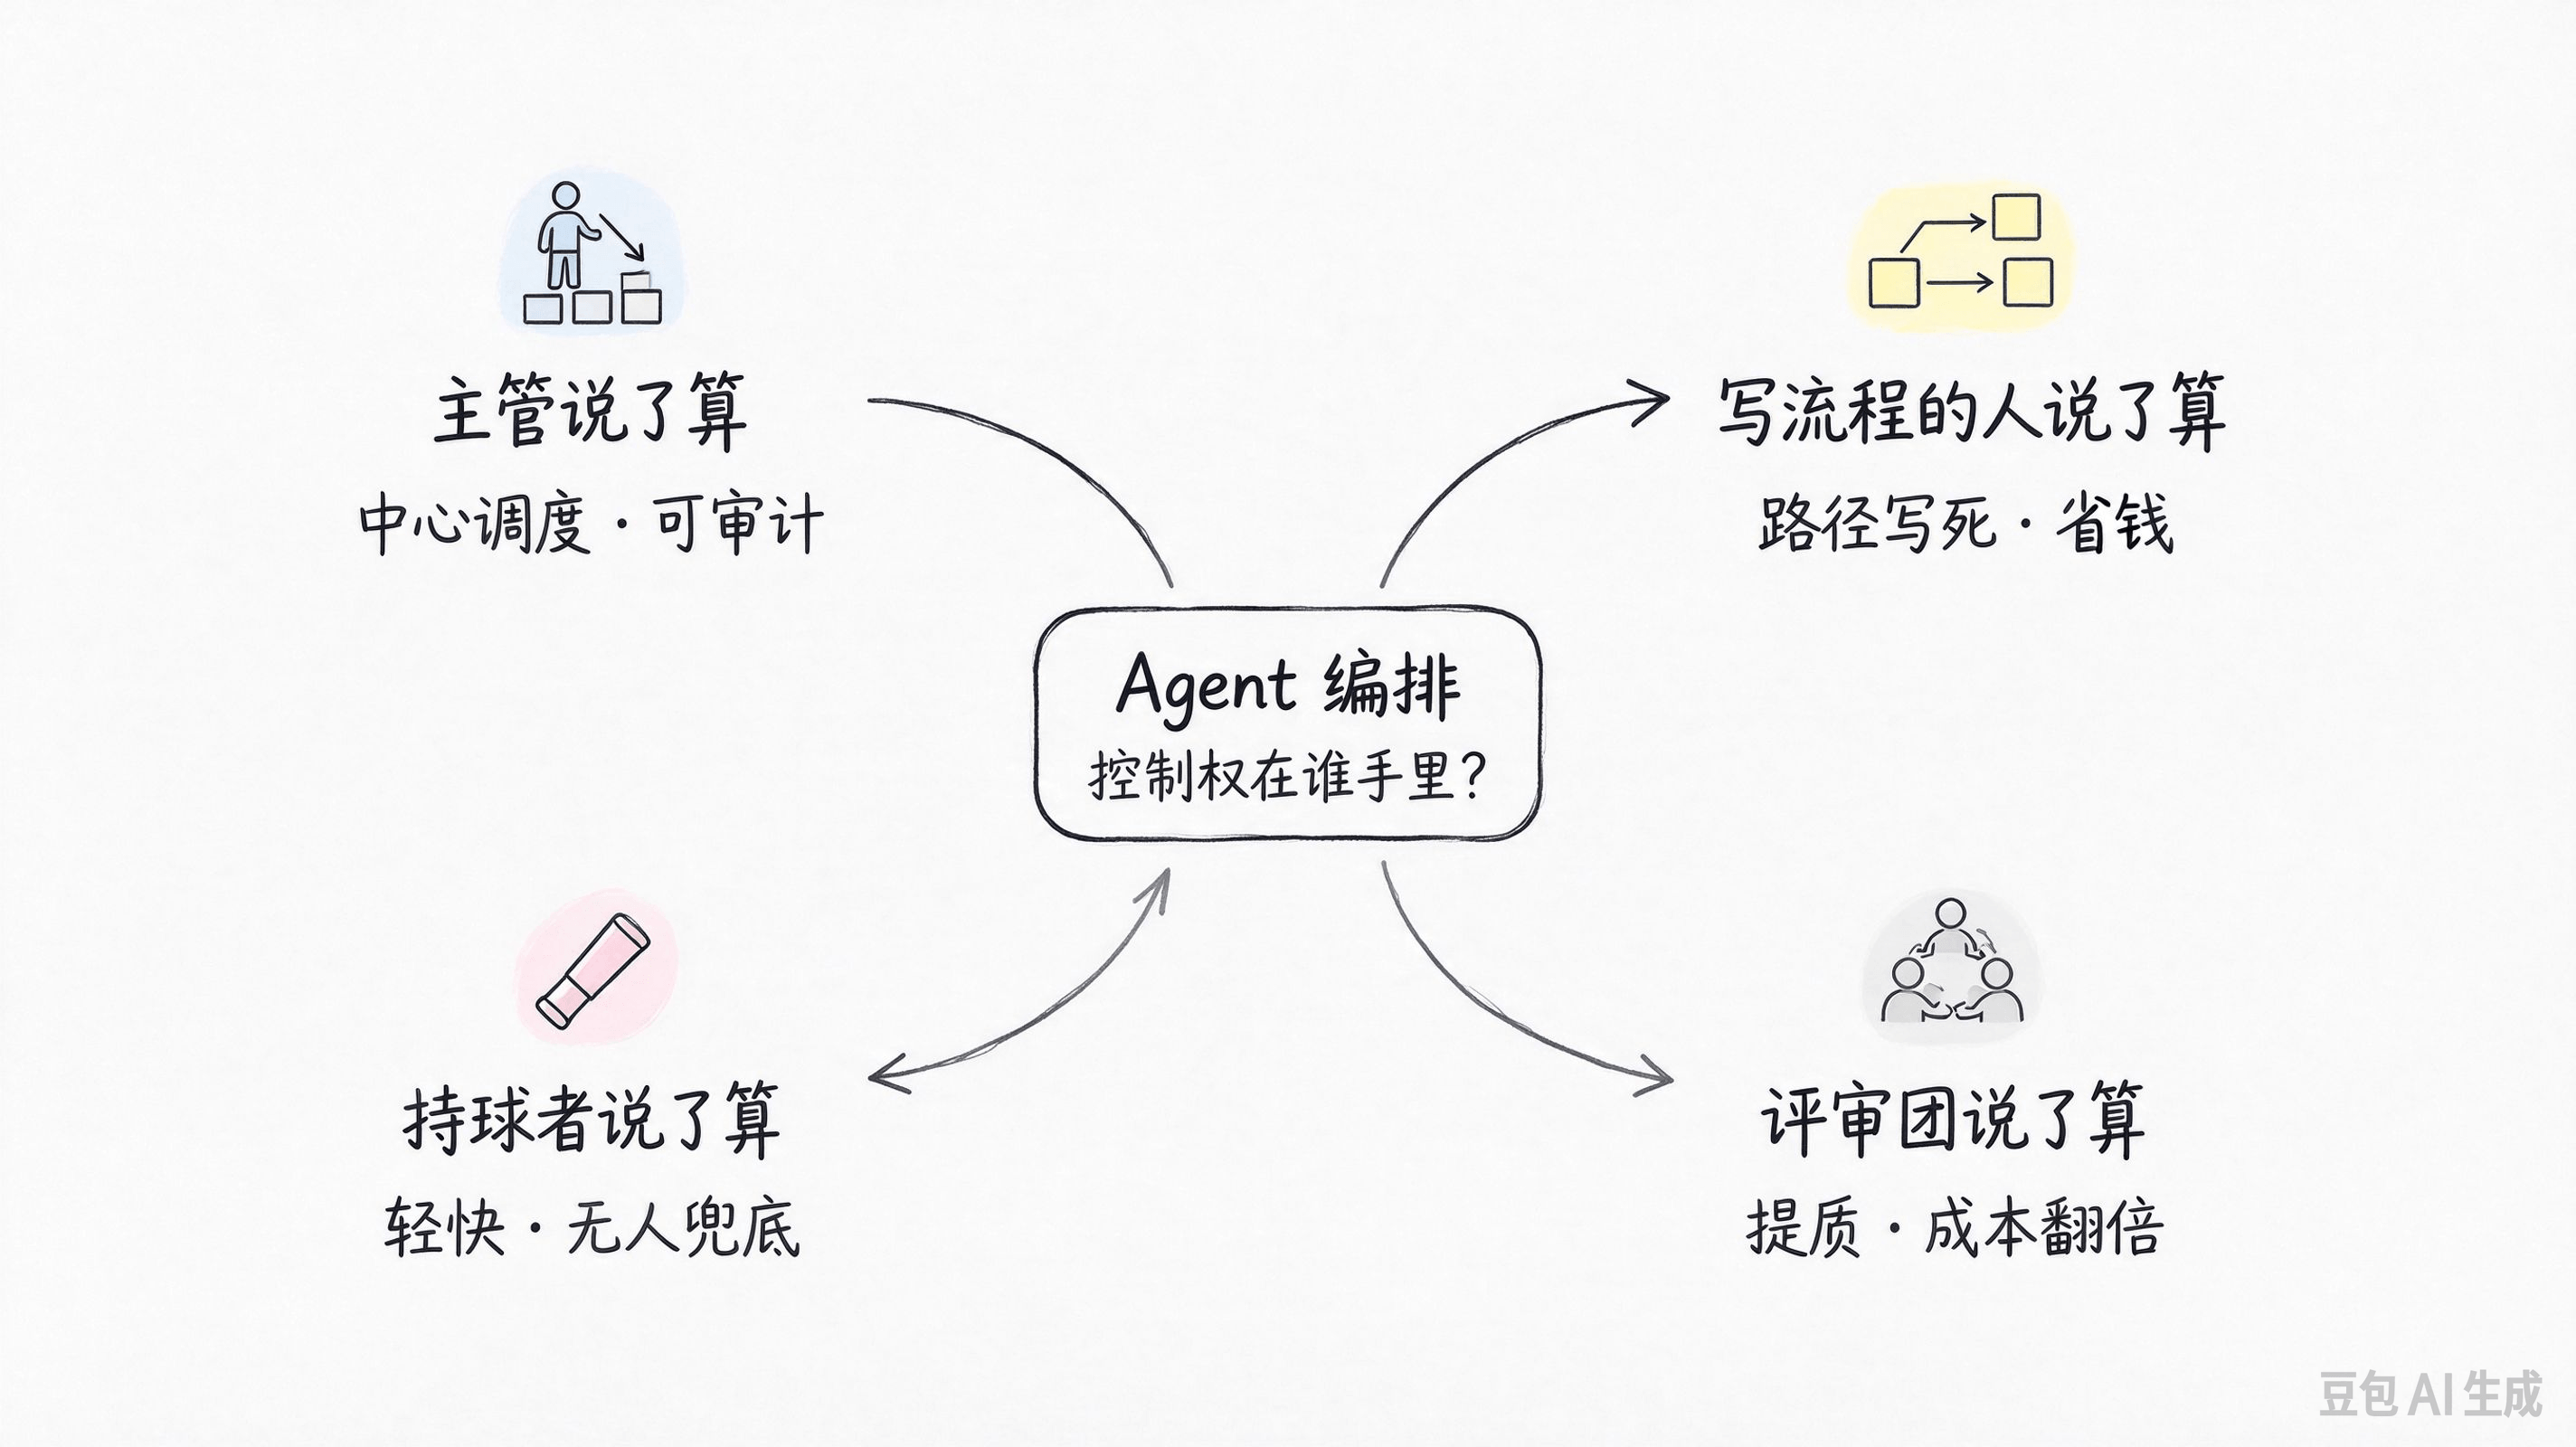 主管说了算
中心调度·可审计
写流程的人说了算
路径写死·省钱
Agent 编排
控制权在谁手里?
持球者说了算
轻快·无人兜底
评审团说了算
提质·成本翻倍
豆包 AI 生成